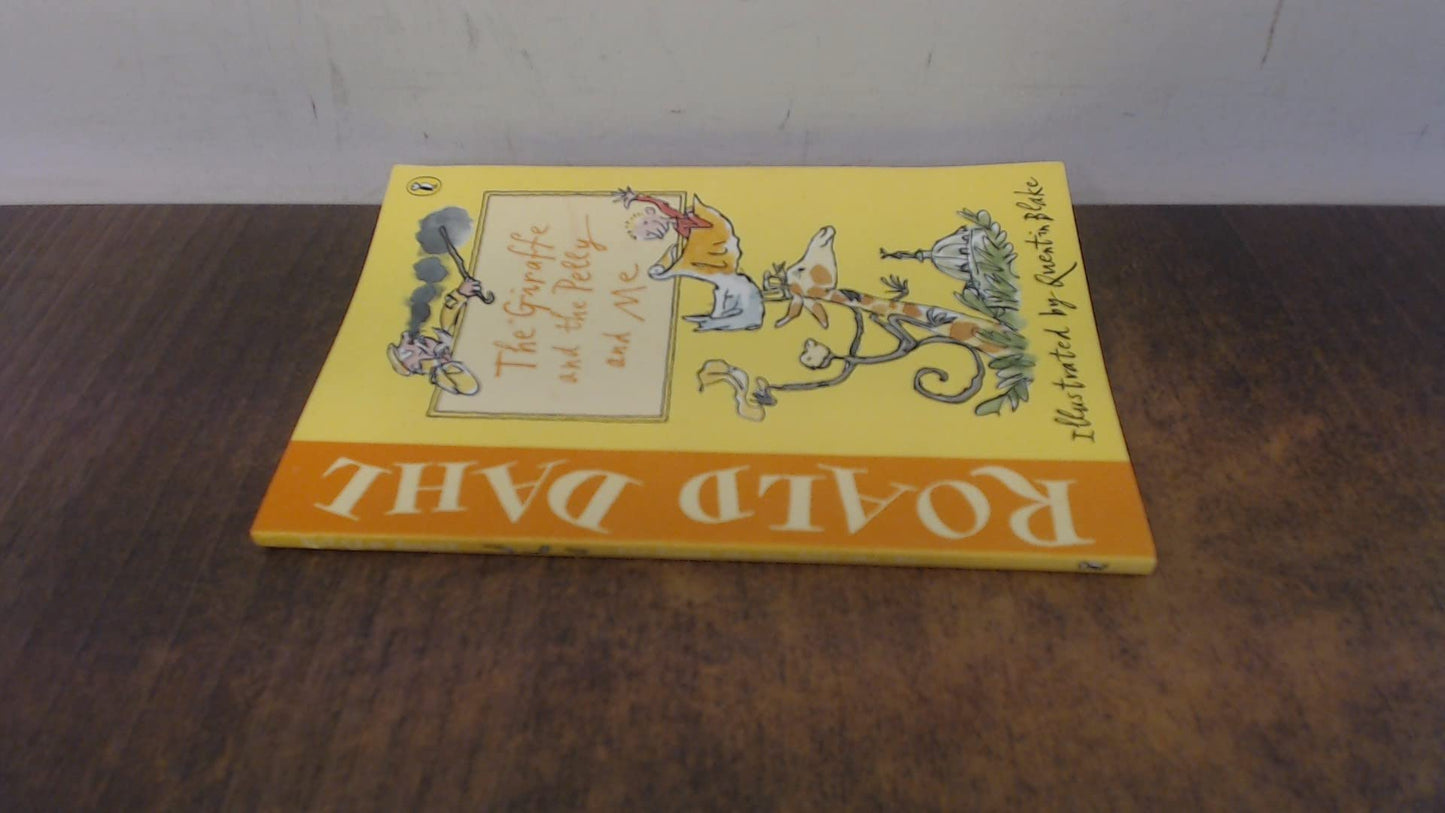 The Giraffe
and the Pelly
and Me
Illustrated by Quentin Blake
ROALD DAHL